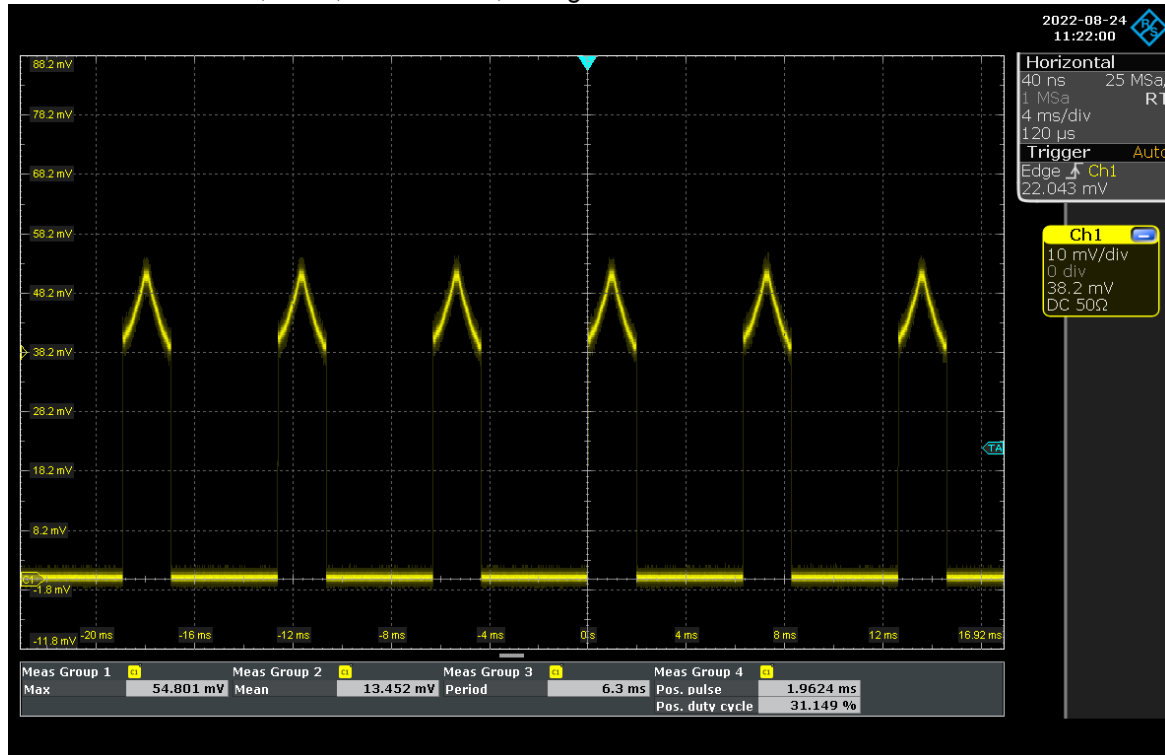 2022-08-24
11:22:00
R&S
Horizontal
40 ns 25 MSa/
1 MSa RT
4 ms/div
120 µs
Trigger Auto
Edge Ch1
22.043 mV
Ch1
10 mV/div
0 div
38.2 mV
DC 50Ω
88.2 mV
78.2 mV
68.2 mV
58.2 mV
48.2 mV
38.2 mV
28.2 mV
TA
18.2 mV
8.2 mV
C1
-1.8 mV
-11.8 mV -20 ms -16 ms -12 ms -8 ms -4 ms 0 s 4 ms 8 ms 12 ms 16.92 ms
Meas Group 1 C1 Meas Group 2 C1 Meas Group 3 C1 Meas Group 4 C1
Max 54.801 mV Mean 13.452 mV Period 6.3 ms Pos. pulse 1.9624 ms
Pos. duty cycle 31.149 %